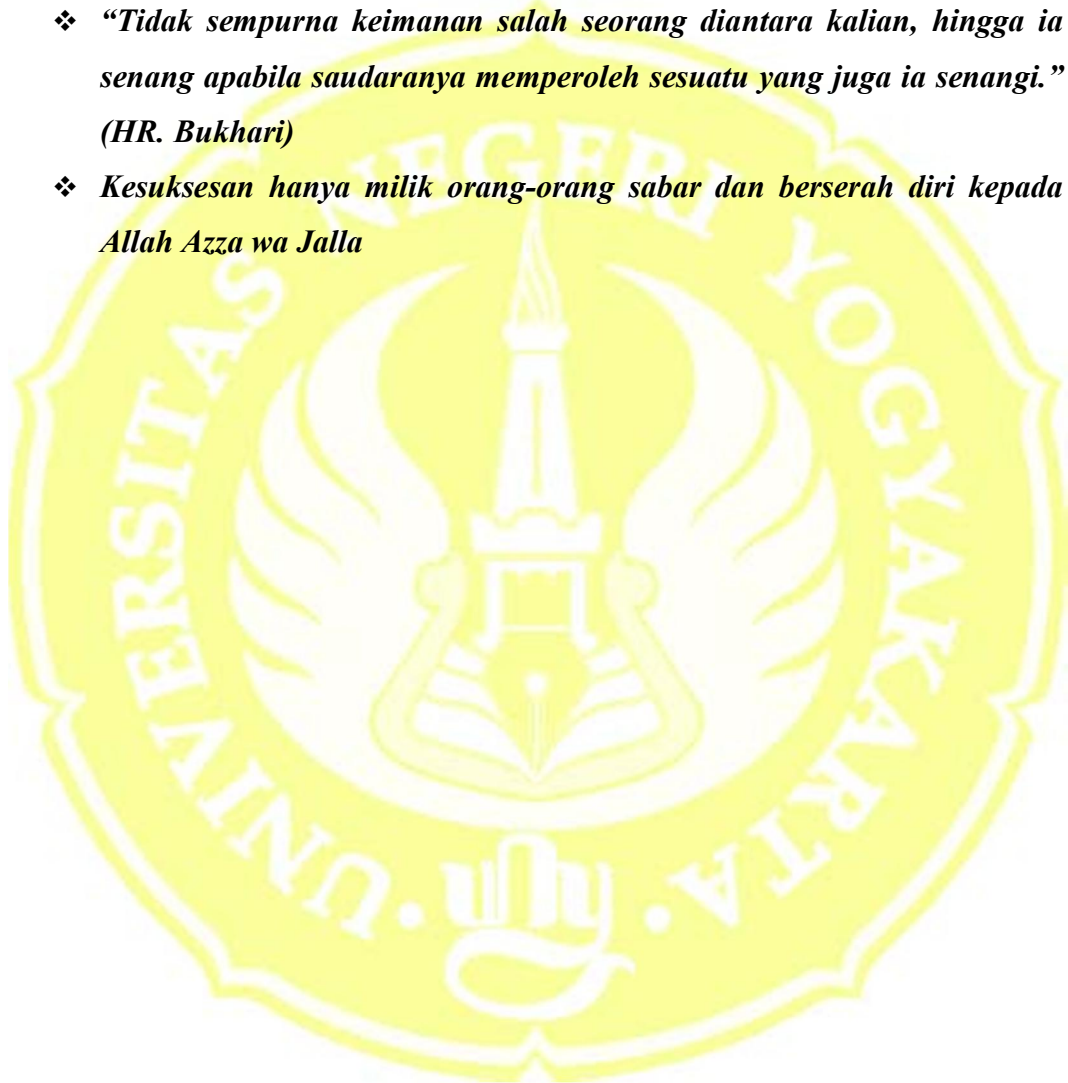 ❖ “Tidak sempurna keimanan salah seorang diantara kalian, hingga ia
senang apabila saudaranya memperoleh sesuatu yang juga ia senangi.”
(HR. Bukhari)
❖ Kesuksesan hanya milik orang-orang sabar dan berserah diri kepada
Allah Azza wa Jalla
UNIVERSITAS NEGERI YOGYAKARTA
uny